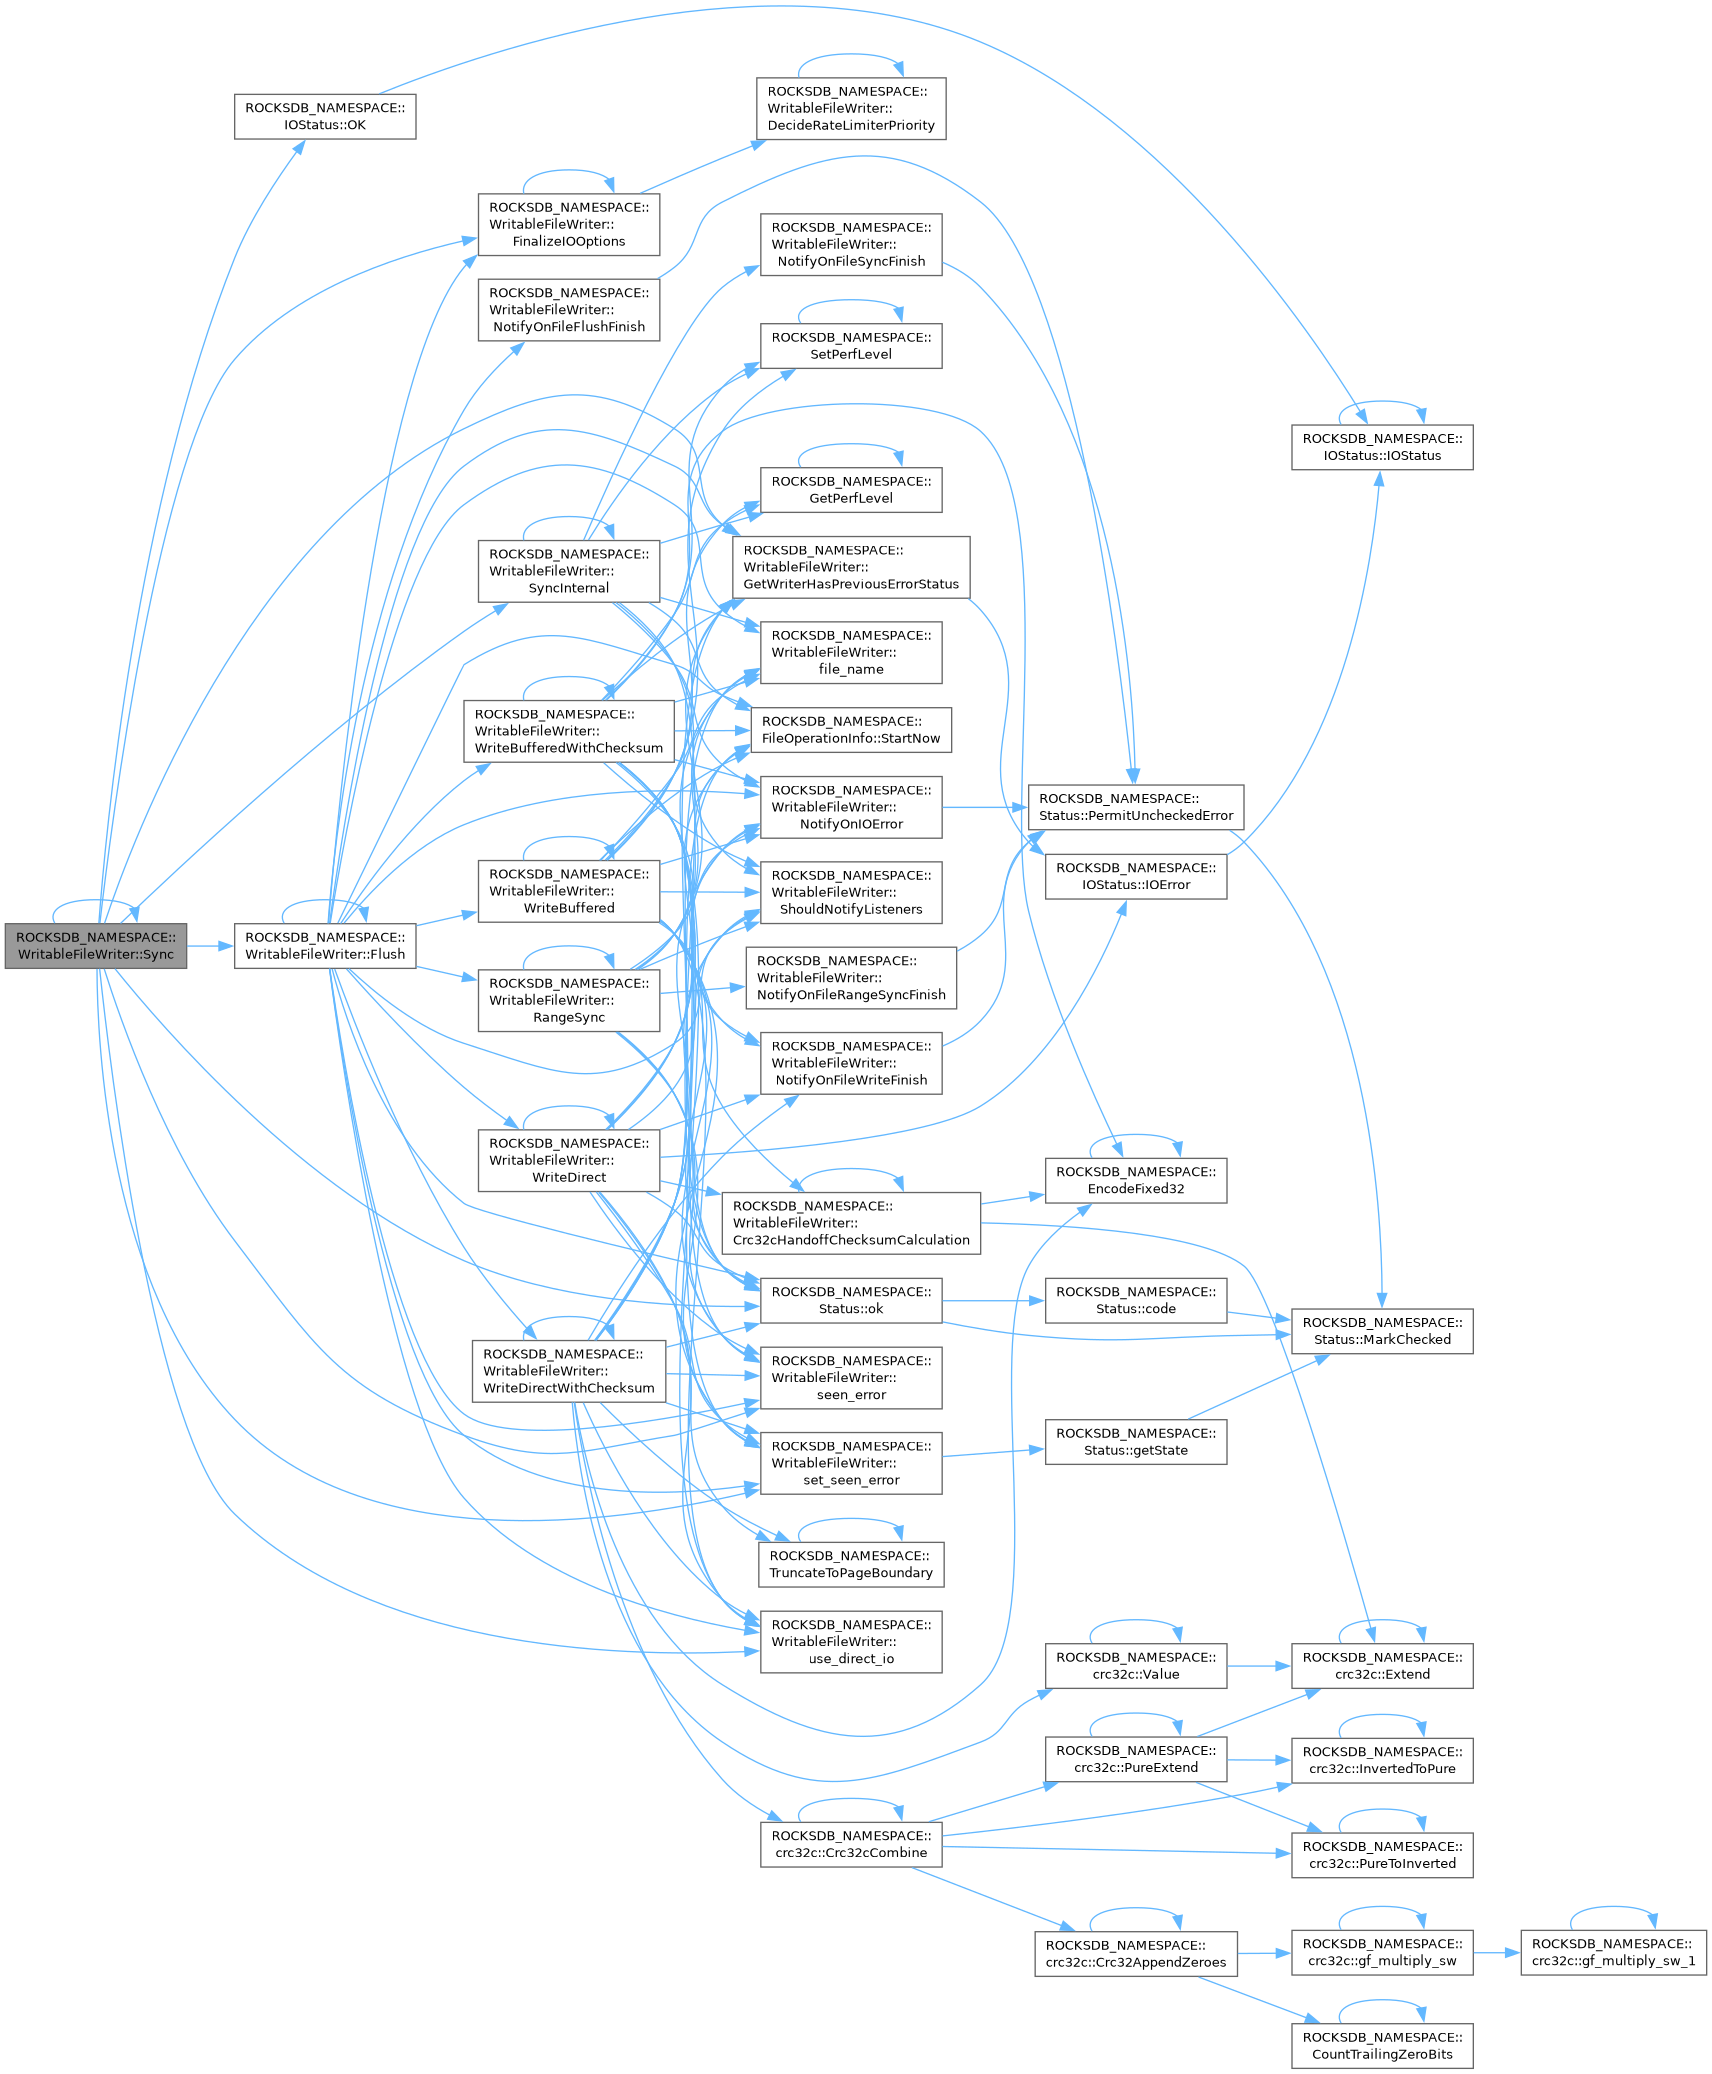 ROCKSDB_NAMESPACE::
WritableFileWriter::Sync
ROCKSDB_NAMESPACE::
IOStatus::OK
ROCKSDB_NAMESPACE::
WritableFileWriter::Flush
ROCKSDB_NAMESPACE::
WritableFileWriter::
FinalizeIOOptions
ROCKSDB_NAMESPACE::
WritableFileWriter::
NotifyOnFileFlushFinish
ROCKSDB_NAMESPACE::
WritableFileWriter::
SyncInternal
ROCKSDB_NAMESPACE::
WritableFileWriter::
WriteBufferedWithChecksum
ROCKSDB_NAMESPACE::
WritableFileWriter::
WriteBuffered
ROCKSDB_NAMESPACE::
WritableFileWriter::
RangeSync
ROCKSDB_NAMESPACE::
WritableFileWriter::
WriteDirect
ROCKSDB_NAMESPACE::
WritableFileWriter::
WriteDirectWithChecksum
ROCKSDB_NAMESPACE::
WritableFileWriter::
DecideRateLimiterPriority
ROCKSDB_NAMESPACE::
WritableFileWriter::
NotifyOnFileSyncFinish
ROCKSDB_NAMESPACE::
SetPerfLevel
ROCKSDB_NAMESPACE::
GetPerfLevel
ROCKSDB_NAMESPACE::
WritableFileWriter::
GetWriterHasPreviousErrorStatus
ROCKSDB_NAMESPACE::
WritableFileWriter::
file_name
ROCKSDB_NAMESPACE::
FileOperationInfo::StartNow
ROCKSDB_NAMESPACE::
WritableFileWriter::
NotifyOnIOError
ROCKSDB_NAMESPACE::
WritableFileWriter::
ShouldNotifyListeners
ROCKSDB_NAMESPACE::
WritableFileWriter::
NotifyOnFileRangeSyncFinish
ROCKSDB_NAMESPACE::
WritableFileWriter::
NotifyOnFileWriteFinish
ROCKSDB_NAMESPACE::
WritableFileWriter::
Crc32cHandoffChecksumCalculation
ROCKSDB_NAMESPACE::
Status::ok
ROCKSDB_NAMESPACE::
WritableFileWriter::
seen_error
ROCKSDB_NAMESPACE::
WritableFileWriter::
set_seen_error
ROCKSDB_NAMESPACE::
TruncateToPageBoundary
ROCKSDB_NAMESPACE::
WritableFileWriter::
use_direct_io
ROCKSDB_NAMESPACE::
crc32c::Crc32cCombine
ROCKSDB_NAMESPACE::
Status::PermitUncheckedError
ROCKSDB_NAMESPACE::
IOStatus::IOError
ROCKSDB_NAMESPACE::
EncodeFixed32
ROCKSDB_NAMESPACE::
Status::code
ROCKSDB_NAMESPACE::
Status::getState
ROCKSDB_NAMESPACE::
crc32c::Value
ROCKSDB_NAMESPACE::
crc32c::PureExtend
ROCKSDB_NAMESPACE::
crc32c::Crc32AppendZeroes
ROCKSDB_NAMESPACE::
IOStatus::IOStatus
ROCKSDB_NAMESPACE::
Status::MarkChecked
ROCKSDB_NAMESPACE::
crc32c::Extend
ROCKSDB_NAMESPACE::
crc32c::InvertedToPure
ROCKSDB_NAMESPACE::
crc32c::PureToInverted
ROCKSDB_NAMESPACE::
crc32c::gf_multiply_sw
ROCKSDB_NAMESPACE::
CountTrailingZeroBits
ROCKSDB_NAMESPACE::
crc32c::gf_multiply_sw_1